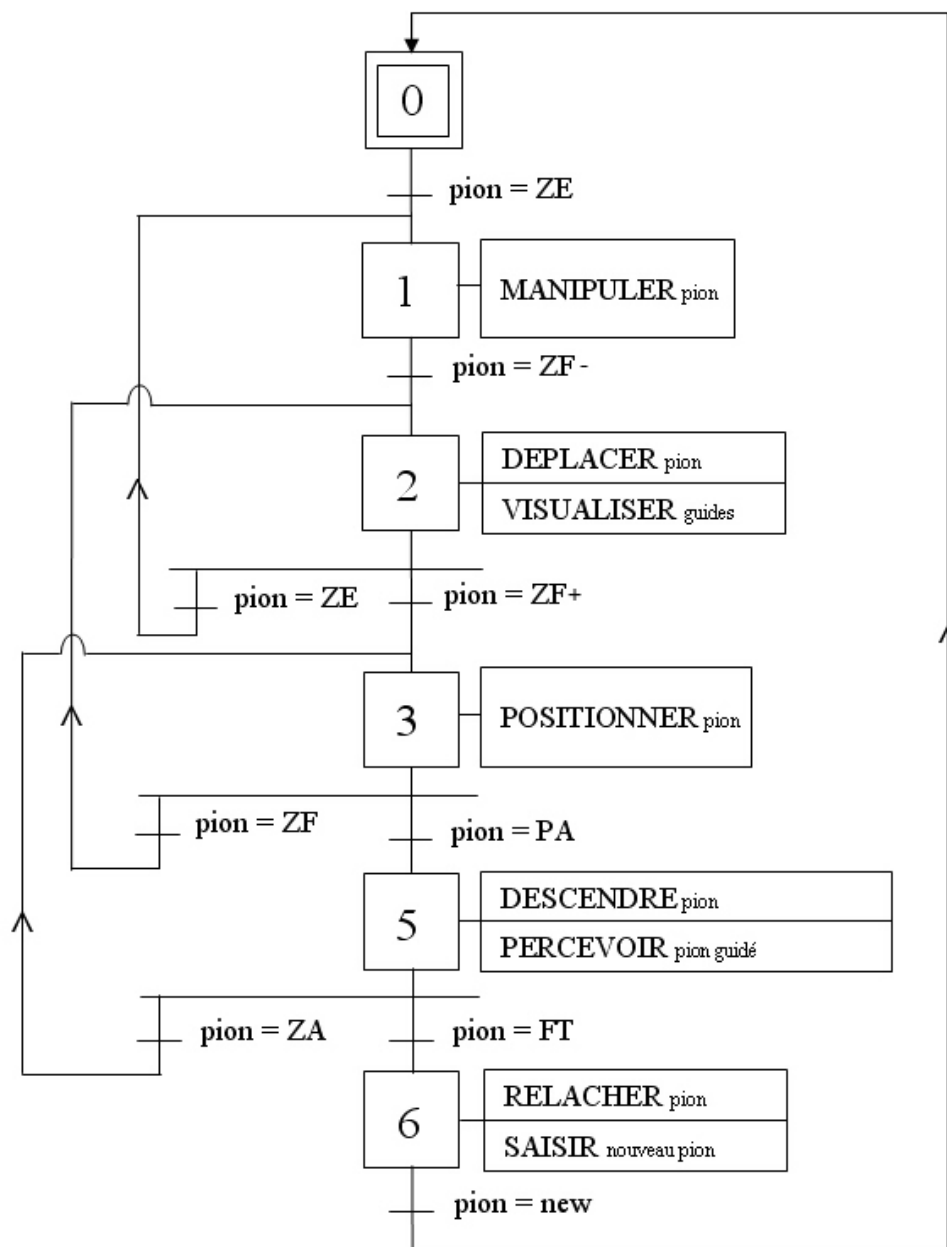 0
pion = ZE
1
MANIPULER pion
pion = ZF-
2
DEPLACER pion
VISUALISER guides
pion = ZE
pion = ZF+
3
POSITIONNER pion
pion = ZF
pion = PA
5
DESCENDRE pion
PERCEVOIR pion guidé
pion = ZA
pion = FT
6
RELACHER pion
SAISIR nouveau pion
pion = new